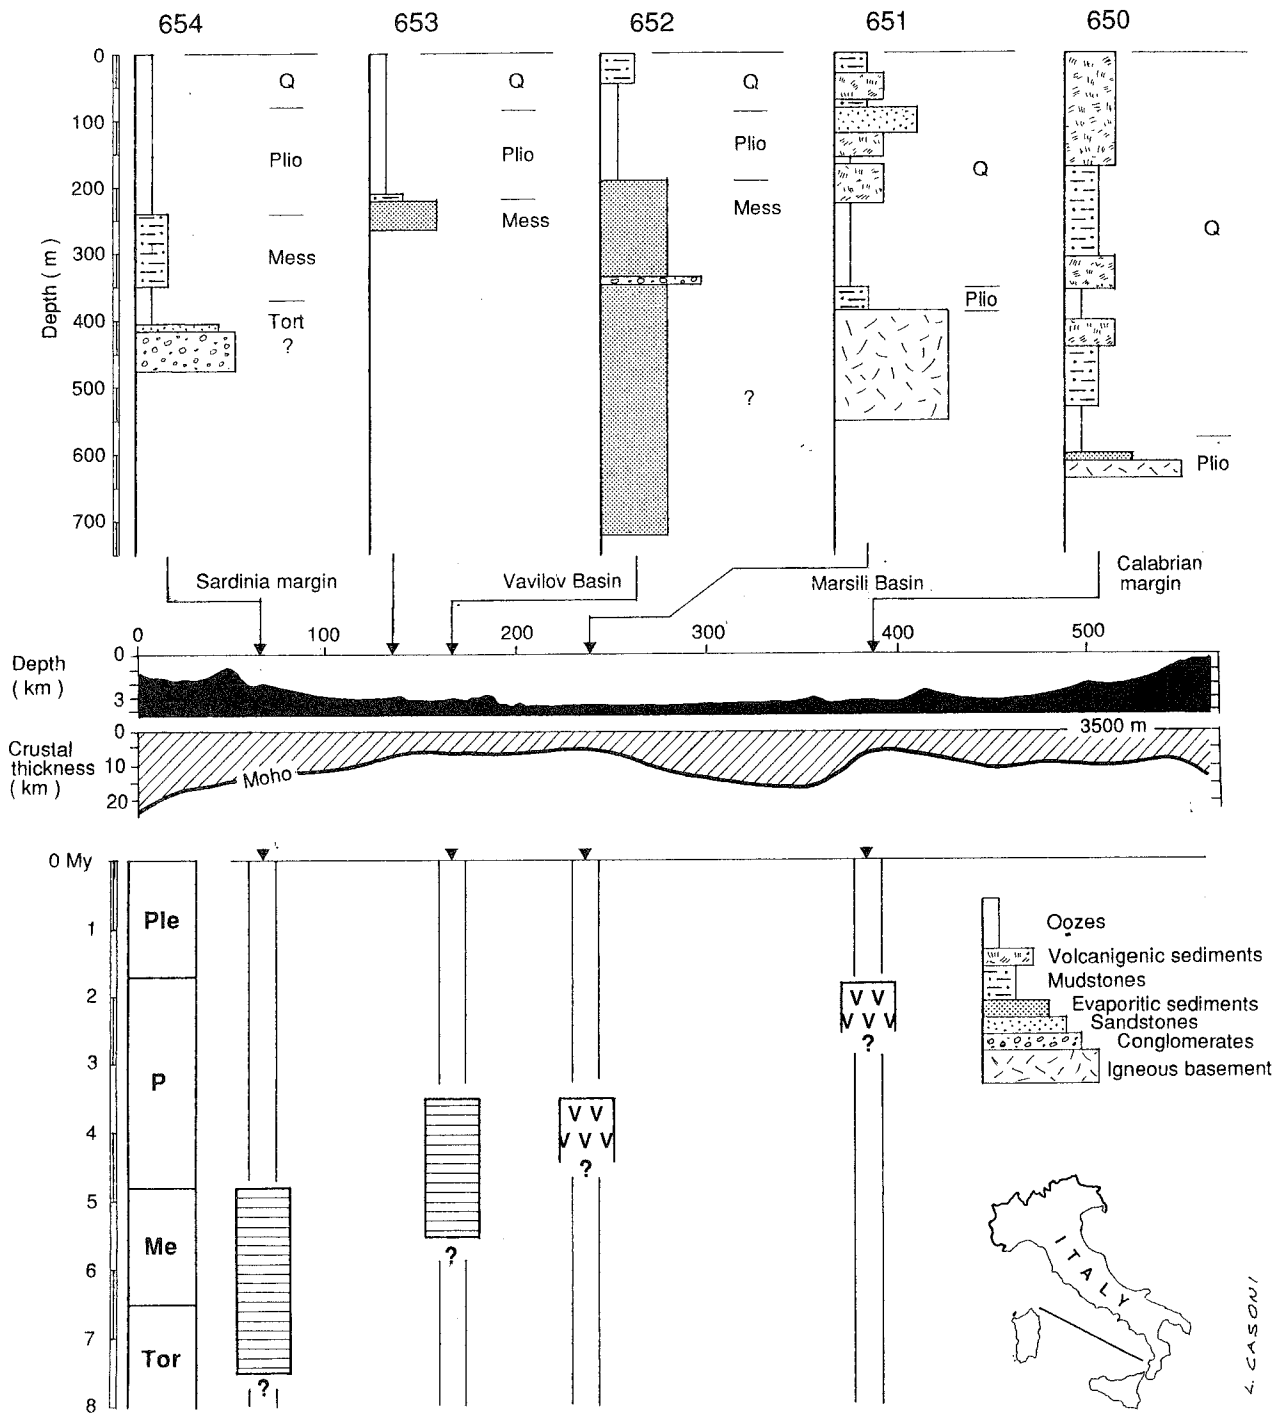 654 653 652 651 650
0
100
200
300
400
500
600
700
Depth ( m )
Q
Plio
Mess
Tort
?
Q
Plio
Mess
Q
Plio
Mess
?
Q
Plio
Q
Plio
Sardinia margin
Vavilov Basin
Marsili Basin
Calabrian
margin
0 100 200 300 400 500
Depth
( km )
0
3
3500 m
Crustal
thickness
( km )
0
10
20
Moho
0 My
1
2
3
4
5
6
7
8
Ple
P
Me
Tor
?
?
V V
V V V
?
V V
V V V
?
Oozes
Volcanigenic sediments
Mudstones
Evaporitic sediments
Sandstones
Conglomerates
Igneous basement
ITALY
L. CASONI